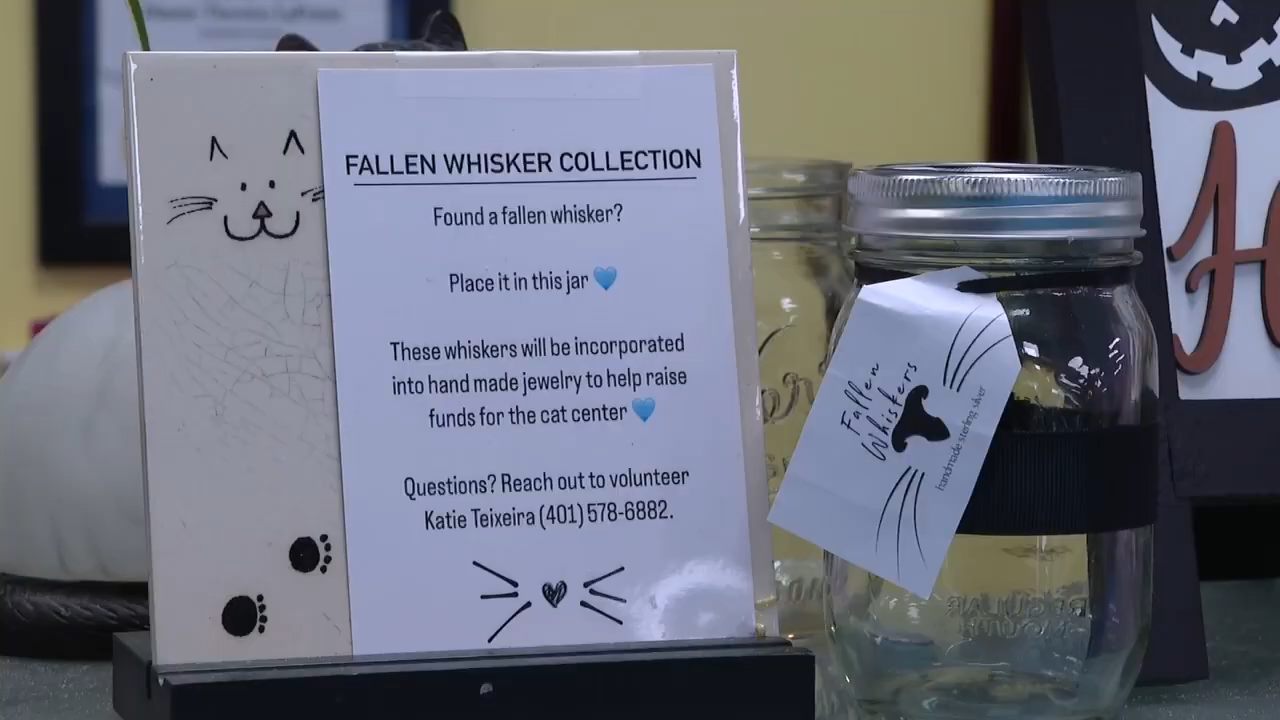 FALLEN WHISKER COLLECTION
Found a fallen whisker?
Place it in this jar 🩵
These whiskers will be incorporated
into hand made jewelry to help raise
funds for the cat center 🩵
Questions? Reach out to volunteer
Katie Teixeira (401) 578-6882.
Fallen
Whiskers
handmade sterling silver